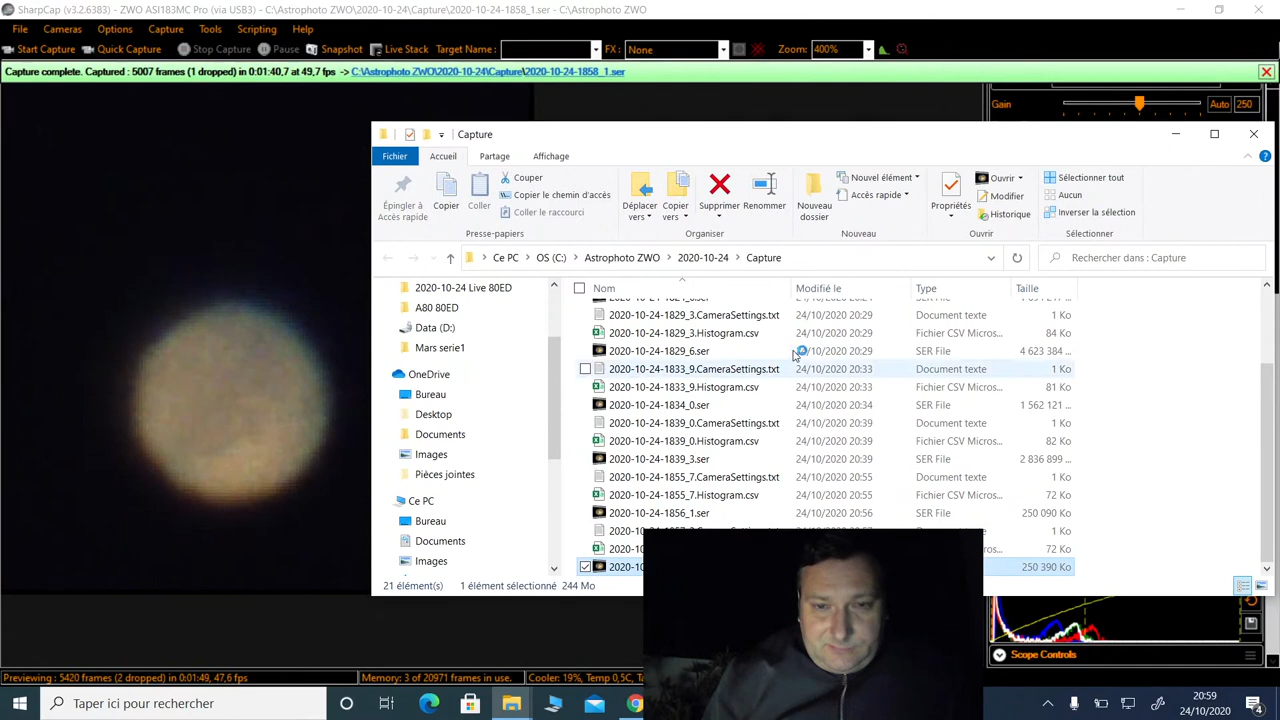 SharpCap (v3.2.6383) - ZWO ASI183MC Pro (via USB3) - C:\Astrophoto ZWO\2020-10-24\Capture\2020-10-24-1858_1.ser - C:\Astrophoto ZWO
File Cameras Options Capture Tools Scripting Help
Start Capture Quick Capture Stop Capture Pause Snapshot Live Stack Target Name : FX : None Zoom: 400%
Capture complete. Captured : 5007 frames (1 dropped) in 0:01:40,7 at 49,7 fps -> C:\Astrophoto ZWO\2020-10-24\Capture\2020-10-24-1858_1.ser
Gain Auto 250
Capture
Fichier Accueil Partage Affichage
Épingler à Accès rapide
Copier
Coller
Couper
Copier le chemin d'accès
Coller le raccourci
Déplacer vers
Copier vers
Supprimer
Renommer
Nouveau dossier
Nouvel élément
Accès rapide
Propriétés
Ouvrir
Modifier
Historique
Sélectionner tout
Aucun
Inverser la sélection
Presse-papiers Organiser Nouveau Ouvrir Sélectionner
Ce PC OS (C:) Astrophoto ZWO 2020-10-24 Capture
Rechercher dans : Capture
2020-10-24 Live 80ED
A80 80ED
Data (D:)
Mars serie1
OneDrive
Bureau
Desktop
Documents
Images
Pièces jointes
Ce PC
Bureau
Documents
Images
Nom Modifié le Type Taille
2020-10-24-1829_3.CameraSettings.txt 24/10/2020 20:29 Document texte 1 Ko
2020-10-24-1829_3.Histogram.csv 24/10/2020 20:29 Fichier CSV Micros... 84 Ko
2020-10-24-1829_6.ser /10/2020 20:29 SER File 4 623 384 ...
2020-10-24-1833_9.CameraSettings.txt 24/10/2020 20:33 Document texte 1 Ko
2020-10-24-1833_9.Histogram.csv 24/10/2020 20:33 Fichier CSV Micros... 81 Ko
2020-10-24-1834_0.ser 24/10/2020 20:34 SER File 1 562 121 ...
2020-10-24-1839_0.CameraSettings.txt 24/10/2020 20:39 Document texte 1 Ko
2020-10-24-1839_0.Histogram.csv 24/10/2020 20:39 Fichier CSV Micros... 82 Ko
2020-10-24-1839_3.ser 24/10/2020 20:39 SER File 2 836 899 ...
2020-10-24-1855_7.CameraSettings.txt 24/10/2020 20:55 Document texte 1 Ko
2020-10-24-1855_7.Histogram.csv 24/10/2020 20:55 Fichier CSV Micros... 72 Ko
2020-10-24-1856_1.ser 24/10/2020 20:56 SER File 250 090 Ko
1 Ko
72 Ko
250 390 Ko
21 élément(s) 1 élément sélectionné 244 Mo
Scope Controls
Previewing : 5420 frames (2 dropped) in 0:01:49, 47,6 fps
Memory: 3 of 20971 frames in use.
Cooler: 19%, Temp 0,5C,
Taper ici pour rechercher
20:59
24/10/2020
4